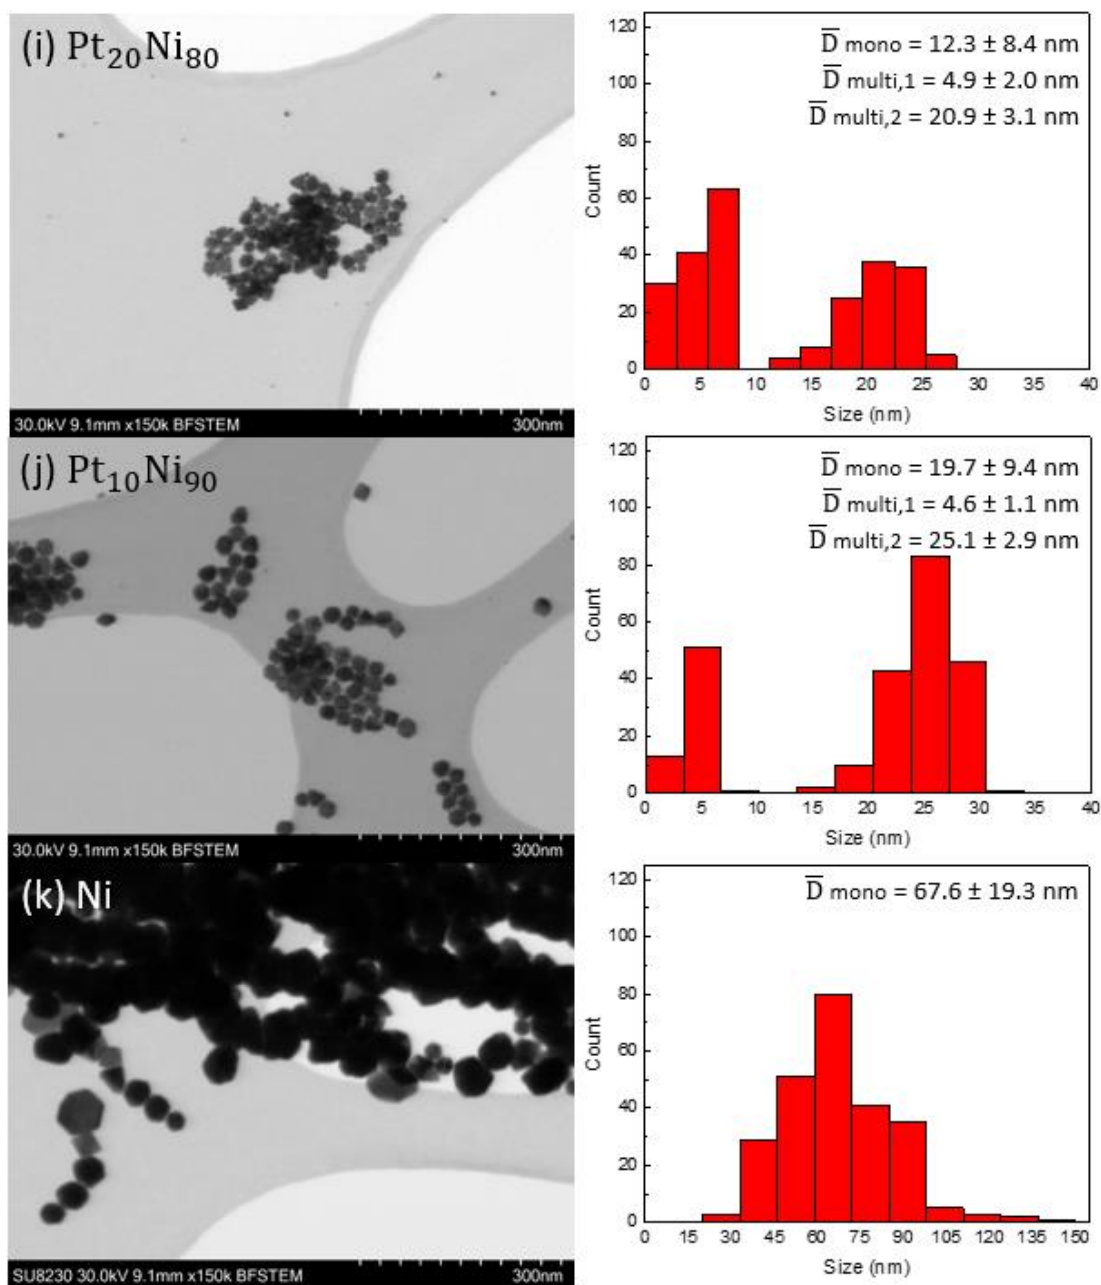 (i) Pt₂₀Ni₈₀
30.0kV 9.1mm x150k BFSTEM 300nm
D̅ mono = 12.3 ± 8.4 nm
D̅ multi,1 = 4.9 ± 2.0 nm
D̅ multi,2 = 20.9 ± 3.1 nm
Count
120
100
80
60
40
20
0
0 5 10 15 20 25 30 35 40
Size (nm)
(j) Pt₁₀Ni₉₀
30.0kV 9.1mm x150k BFSTEM 300nm
D̅ mono = 19.7 ± 9.4 nm
D̅ multi,1 = 4.6 ± 1.1 nm
D̅ multi,2 = 25.1 ± 2.9 nm
Count
120
100
80
60
40
20
0
0 5 10 15 20 25 30 35 40
Size (nm)
(k) Ni
SU8230 30.0kV 9.1mm x150k BFSTEM 300nm
D̅ mono = 67.6 ± 19.3 nm
Count
120
100
80
60
40
20
0
0 15 30 45 60 75 90 105 120 135 150
Size (nm)